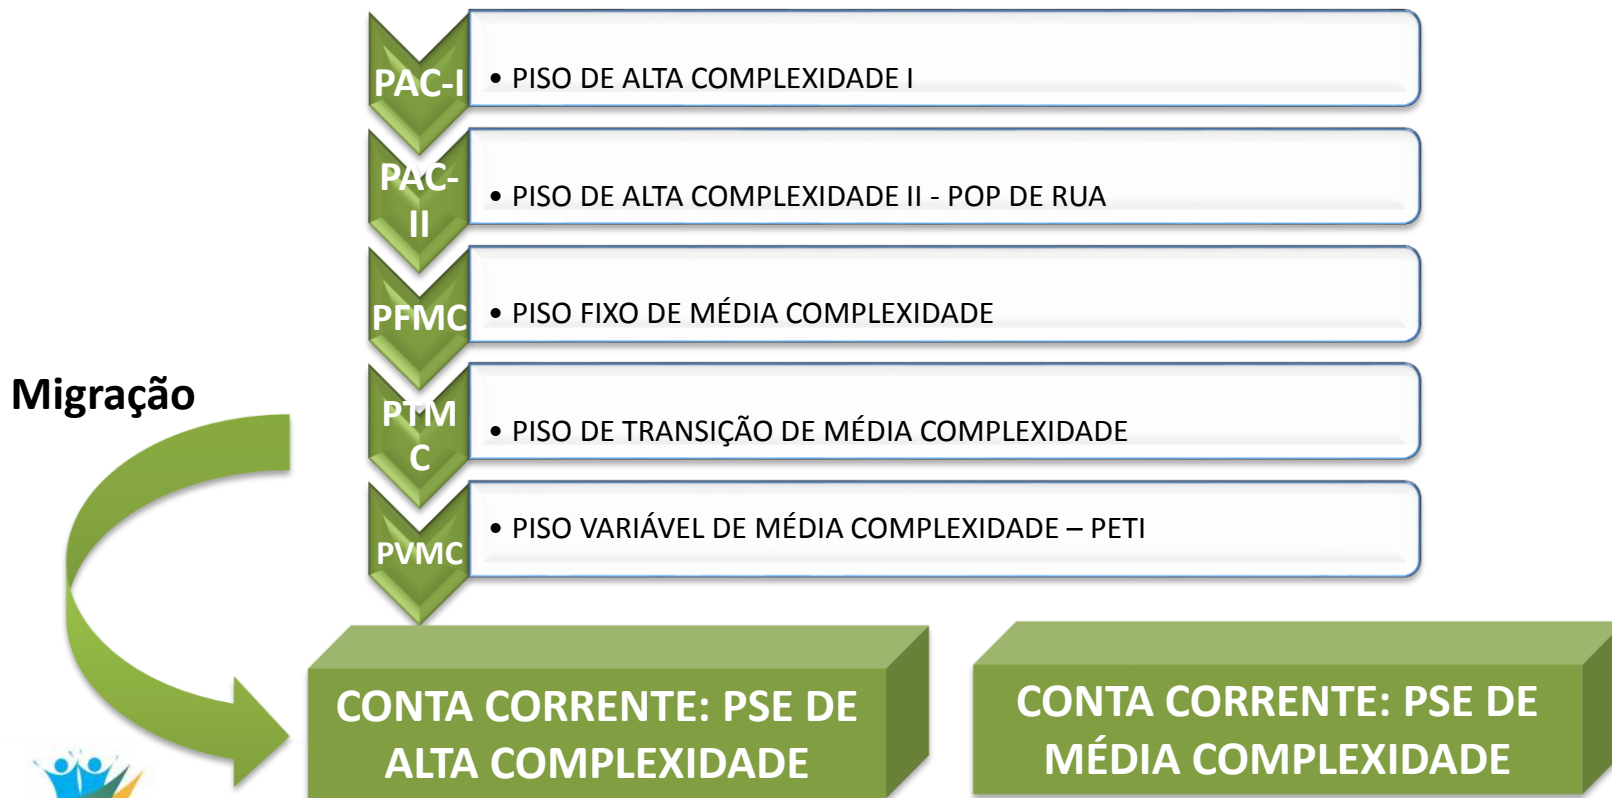 PAC-I
• PISO DE ALTA COMPLEXIDADE I
PAC-
II
• PISO DE ALTA COMPLEXIDADE II - POP DE RUA
PFMC
• PISO FIXO DE MÉDIA COMPLEXIDADE
Migração
PTM
C
• PISO DE TRANSIÇÃO DE MÉDIA COMPLEXIDADE
PVMC
• PISO VARIÁVEL DE MÉDIA COMPLEXIDADE – PETI
CONTA CORRENTE: PSE DE
ALTA COMPLEXIDADE
CONTA CORRENTE: PSE DE
MÉDIA COMPLEXIDADE